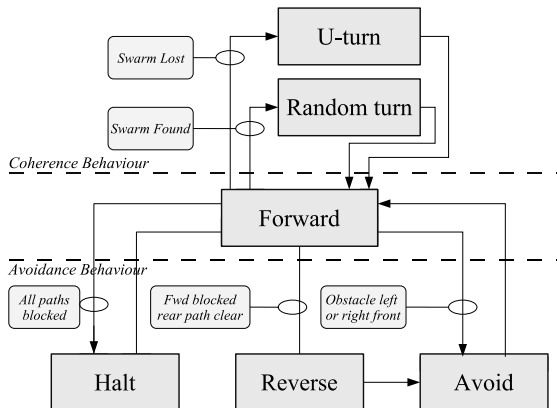 U-turn
Swarm Lost
Random turn
Swarm Found
Coherence Behaviour
Forward
Avoidance Behaviour
All paths
blocked
Fwd blocked
rear path clear
Obstacle left
or right front
Halt
Reverse
Avoid